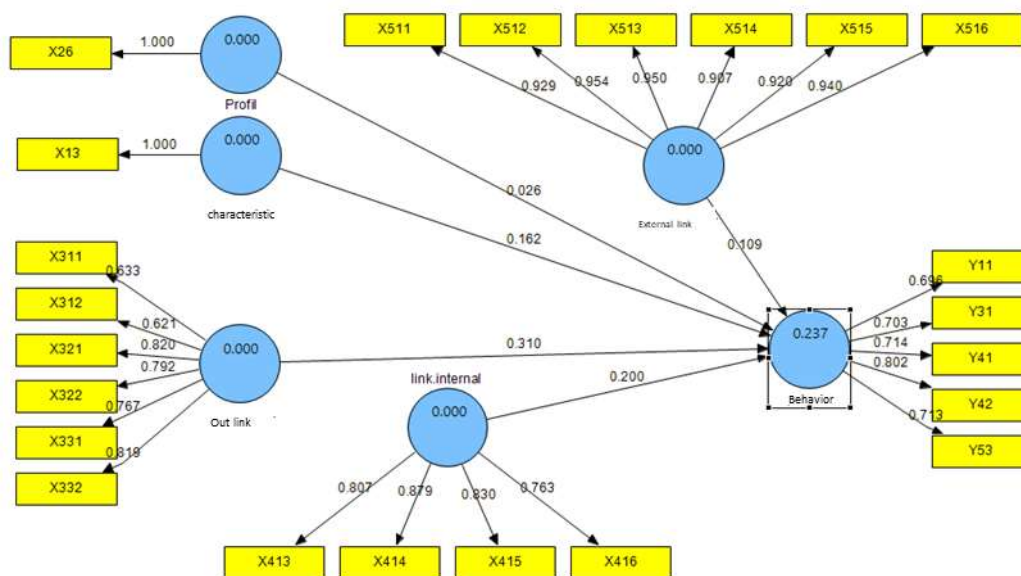 X511
X512
X513
X514
X515
X516
X26
1.000
0.000
Profil
0.929
0.954
0.950
0.907
0.920
0.940
0.000
External link
X13
1.000
0.000
characteristic
0.026
0.162
0.109
X311
X312
X321
X322
X331
X332
0.633
0.621
0.820
0.792
0.767
0.819
0.000
Out link
0.310
link.internal
0.000
0.200
0.237
Behavior
0.696
0.703
0.714
0.802
0.713
Y11
Y31
Y41
Y42
Y53
0.807
0.879
0.830
0.763
X413
X414
X415
X416